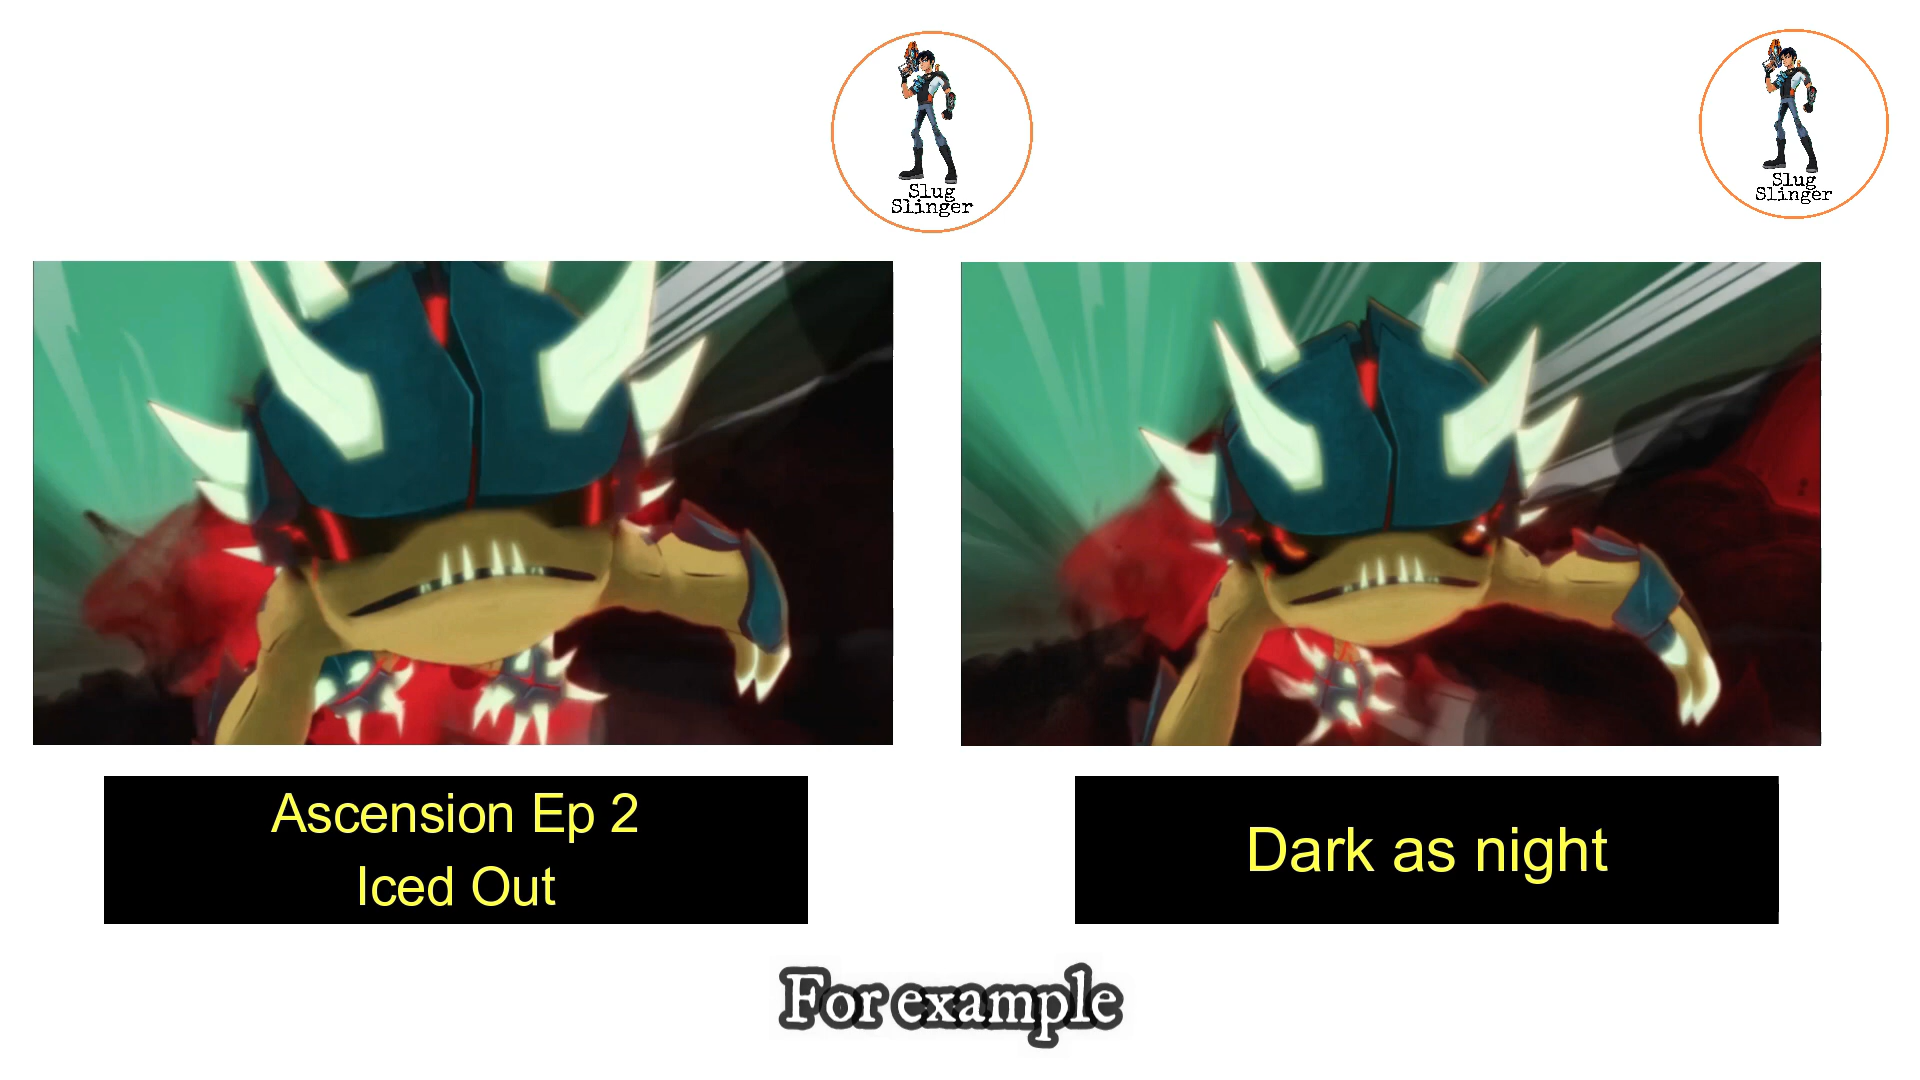 Slug
Slinger
Slug
Slinger
Ascension Ep 2
Iced Out
Dark as night
For example